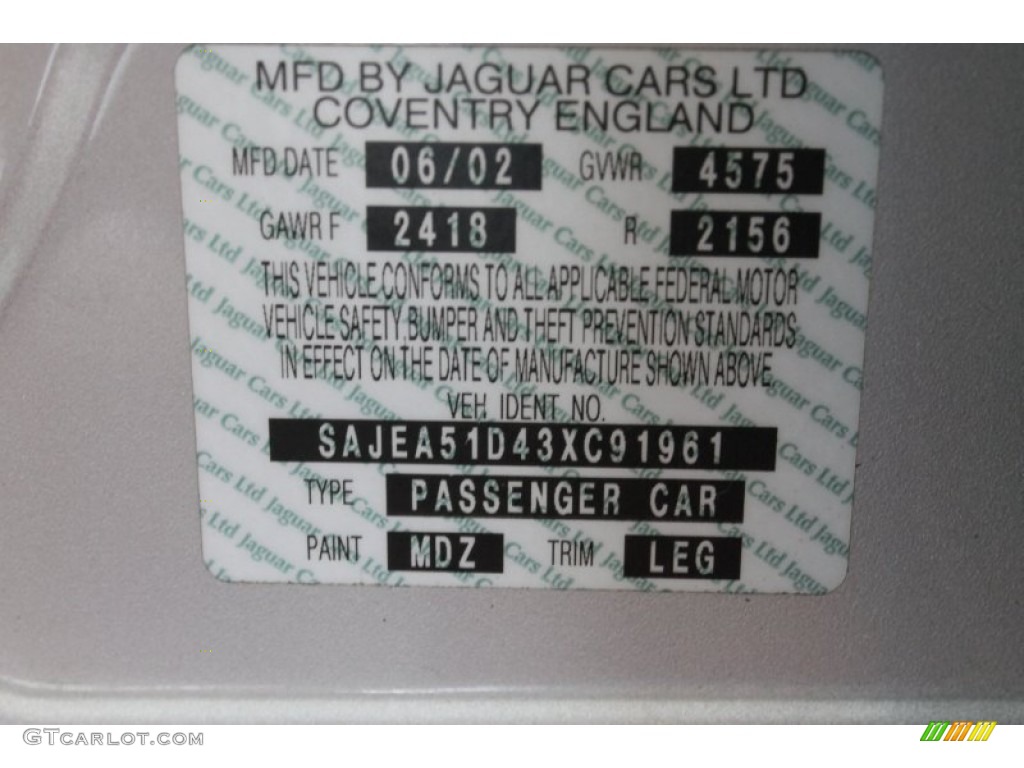 MFD BY JAGUAR CARS LTD
COVENTRY ENGLAND
MFD DATE 06/02 GVWR 4575
GAWR F 2418 R 2156
THIS VEHICLE CONFORMS TO ALL APPLICABLE FEDERAL MOTOR
VEHICLE SAFETY BUMPER AND THEFT PREVENTION STANDARDS
IN EFFECT ON THE DATE OF MANUFACTURE SHOWN ABOVE
VEH IDENT NO.
SAJEA51D43XC91961
TYPE PASSENGER CAR
PAINT MDZ TRIM LEG
GTCARLOT.COM